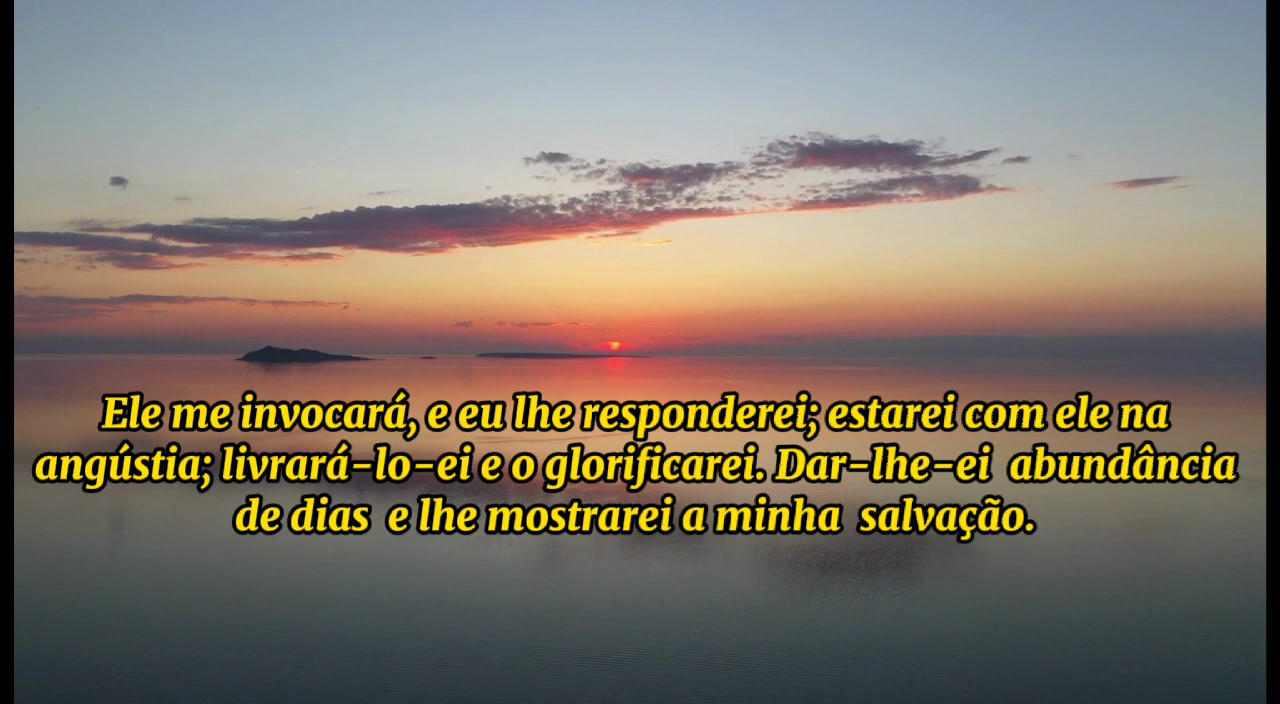 Ele me invocará, e eu lhe responderei; estarei com ele na
angústia; livrará-lo-ei e o glorificarei. Dar-lhe-ei abundância
de dias e lhe mostrarei a minha salvação.